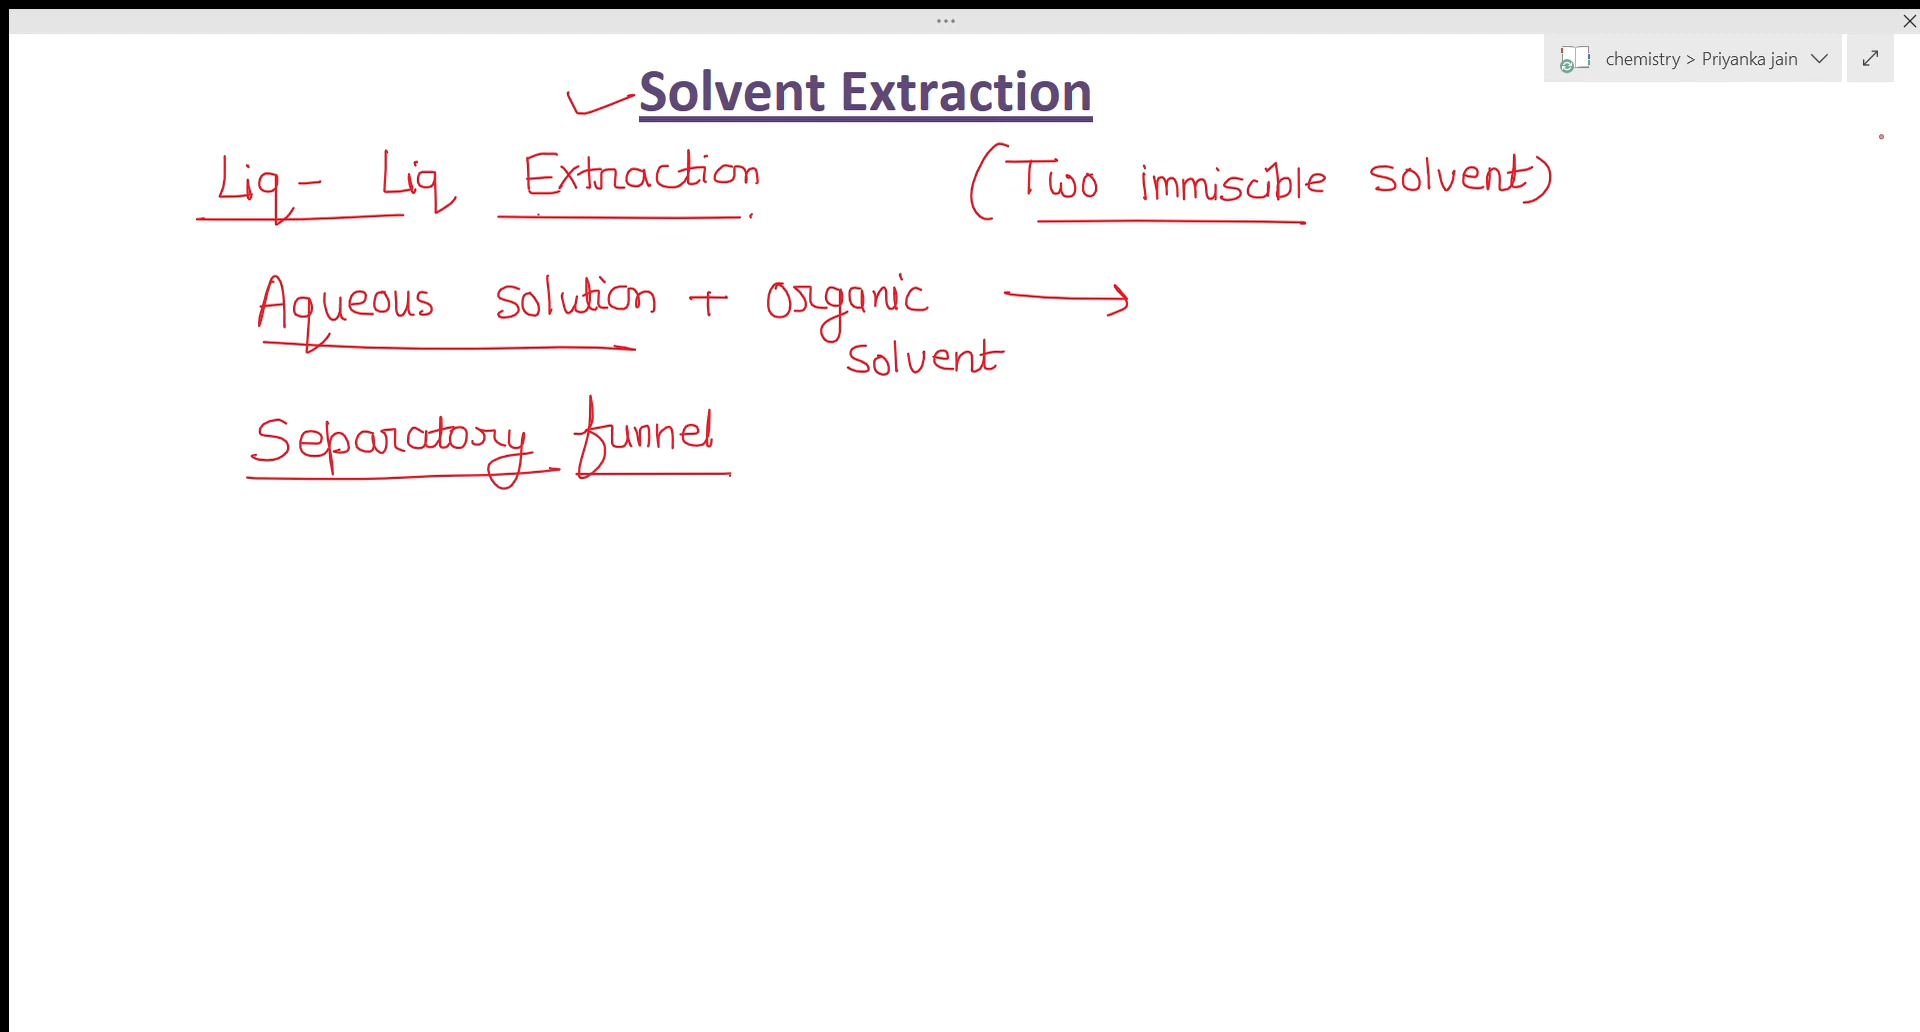 chemistry > Priyanka jain
Solvent Extraction
Liq - Liq Extraction. (Two immiscible solvent)
Aqueous solution + organic →
solvent
Separatory funnel